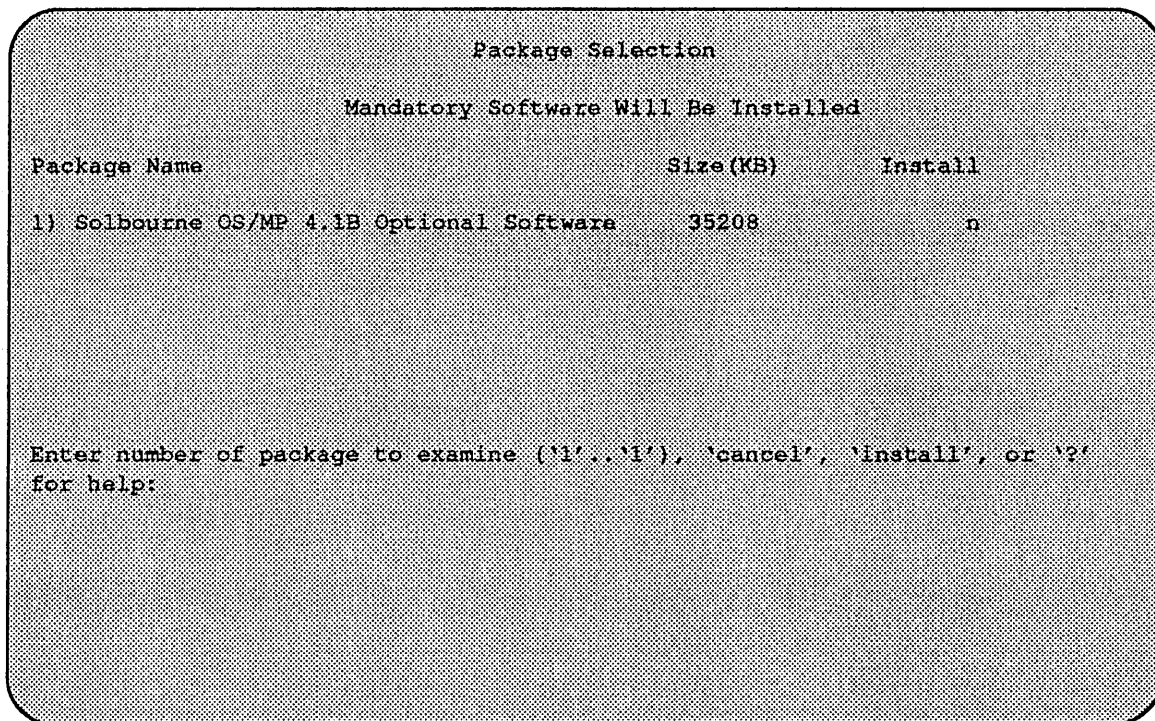 Package Selection
Mandatory Software Will Be Installed
Package Name Size(KB) Install
1) Solbourne OS/MP 4.1B Optional Software 35208 n
Enter number of package to examine (‘1’..‘1’), ‘cancel’, ‘install’, or ‘?’
for help: